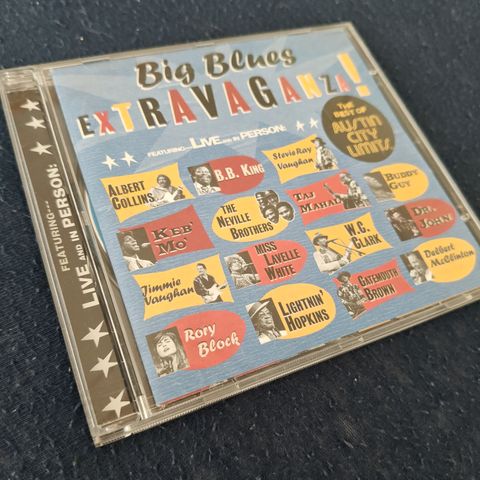 Big Blues
EXTRAVAGANZA!
FEATURING... LIVE AND IN PERSON:
THE BEST OF
AUSTIN
CITY
LIMITS
ALBERT
COLLINS
B.B. KING
Stevie Ray
Vaughan
BUDDY
GUY
KEB'
MO'
THE
NEVILLE
BROTHERS
TAJ
MAHAL
DR.
JOHN
Jimmie
Vaughan
MISS
LAVELLE
WHITE
W.C.
CLARK
Delbert
McClinton
Rory
Block
LIGHTNIN'
HOPKINS
GATEMOUTH
BROWN
FEATURING...
LIVE AND IN PERSON: